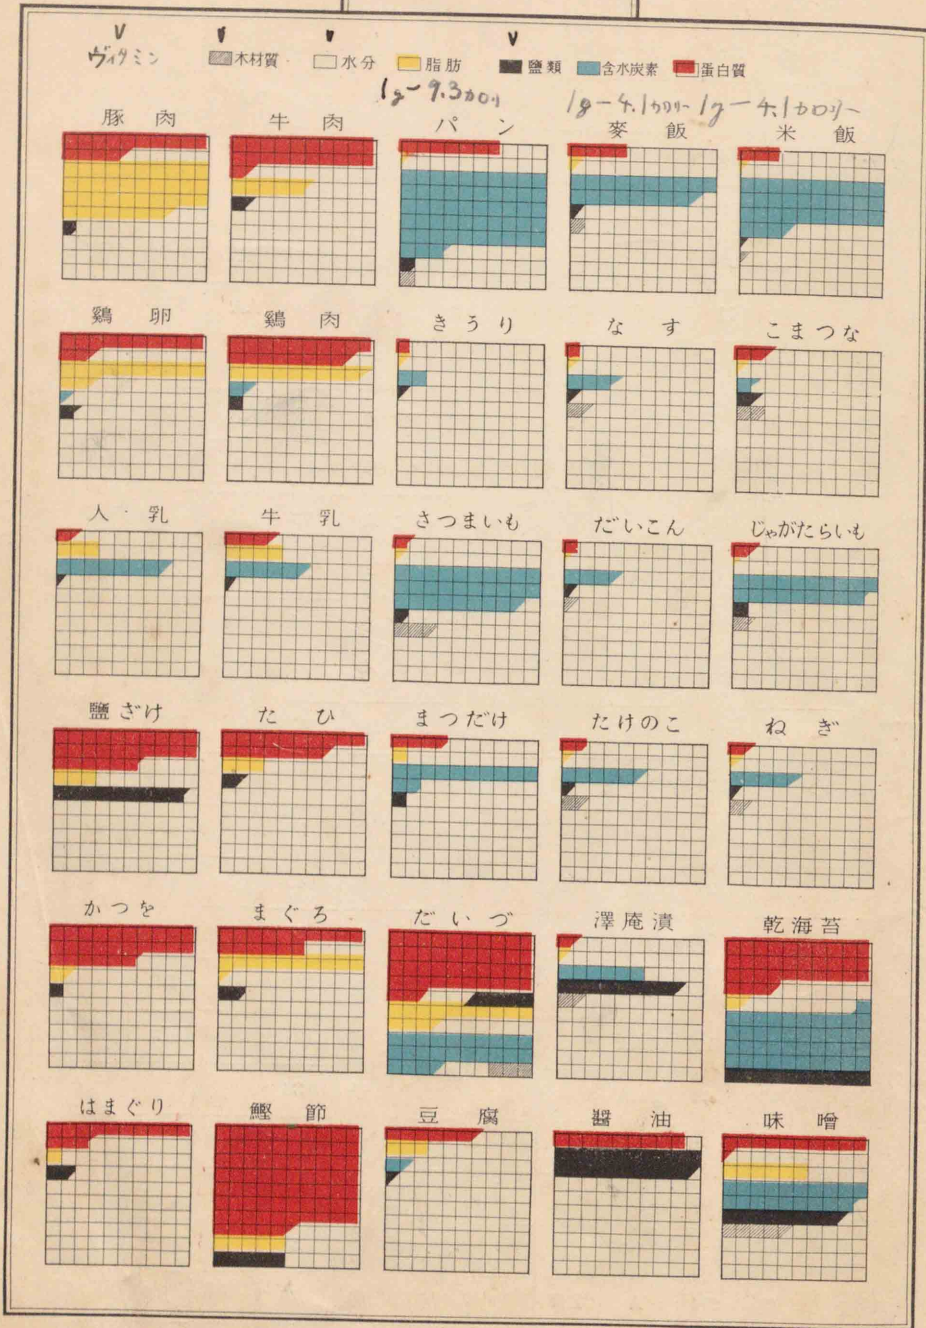 ヴィタミン
木材質 水分 脂肪 鹽類 含水炭素 蛋白質
1g－9.3カロリ 1g－4.1カロリー 1g－4.1カロリー
豚肉 牛肉 パン 麥飯 米飯
鷄卵 鷄肉 きうり なす こまつな
人乳 牛乳 さつまいも だいこん じゃがたらいも
鹽ざけ たひ まつだけ たけのこ ねぎ
かつを まぐろ だいづ 澤庵漬 乾海苔
はまぐり 鰹節 豆腐 醬油 味噌